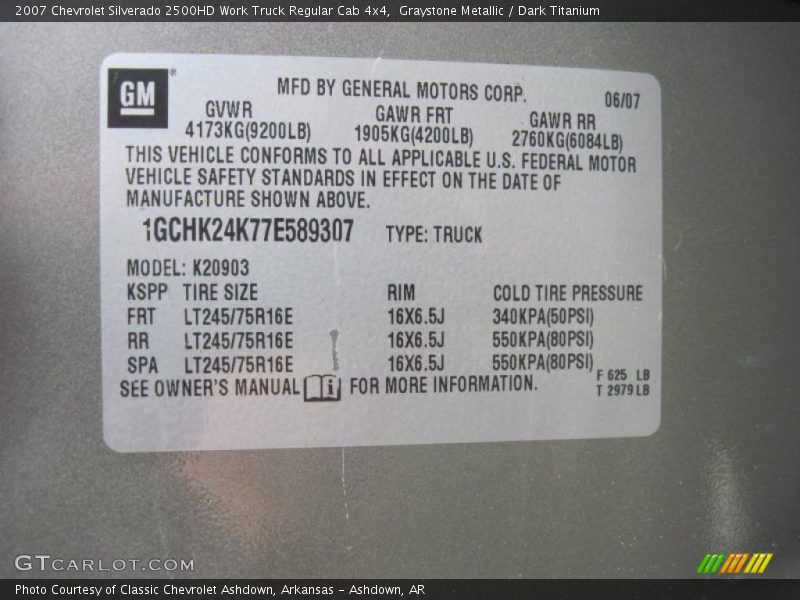 2007 Chevrolet Silverado 2500HD Work Truck Regular Cab 4x4, Graystone Metallic / Dark Titanium
GM®
MFD BY GENERAL MOTORS CORP. 06/07
GVWR GAWR FRT GAWR RR
4173KG(9200LB) 1905KG(4200LB) 2760KG(6084LB)
THIS VEHICLE CONFORMS TO ALL APPLICABLE U.S. FEDERAL MOTOR
VEHICLE SAFETY STANDARDS IN EFFECT ON THE DATE OF
MANUFACTURE SHOWN ABOVE.
1GCHK24K77E589307 TYPE: TRUCK
MODEL: K20903
KSPP TIRE SIZE RIM COLD TIRE PRESSURE
FRT LT245/75R16E 16X6.5J 340KPA(50PSI)
RR LT245/75R16E 16X6.5J 550KPA(80PSI)
SPA LT245/75R16E 16X6.5J 550KPA(80PSI)
SEE OWNER'S MANUAL i FOR MORE INFORMATION.
F 625 LB
T 2979 LB
GTCARLOT.COM
Photo Courtesy of Classic Chevrolet Ashdown, Arkansas - Ashdown, AR